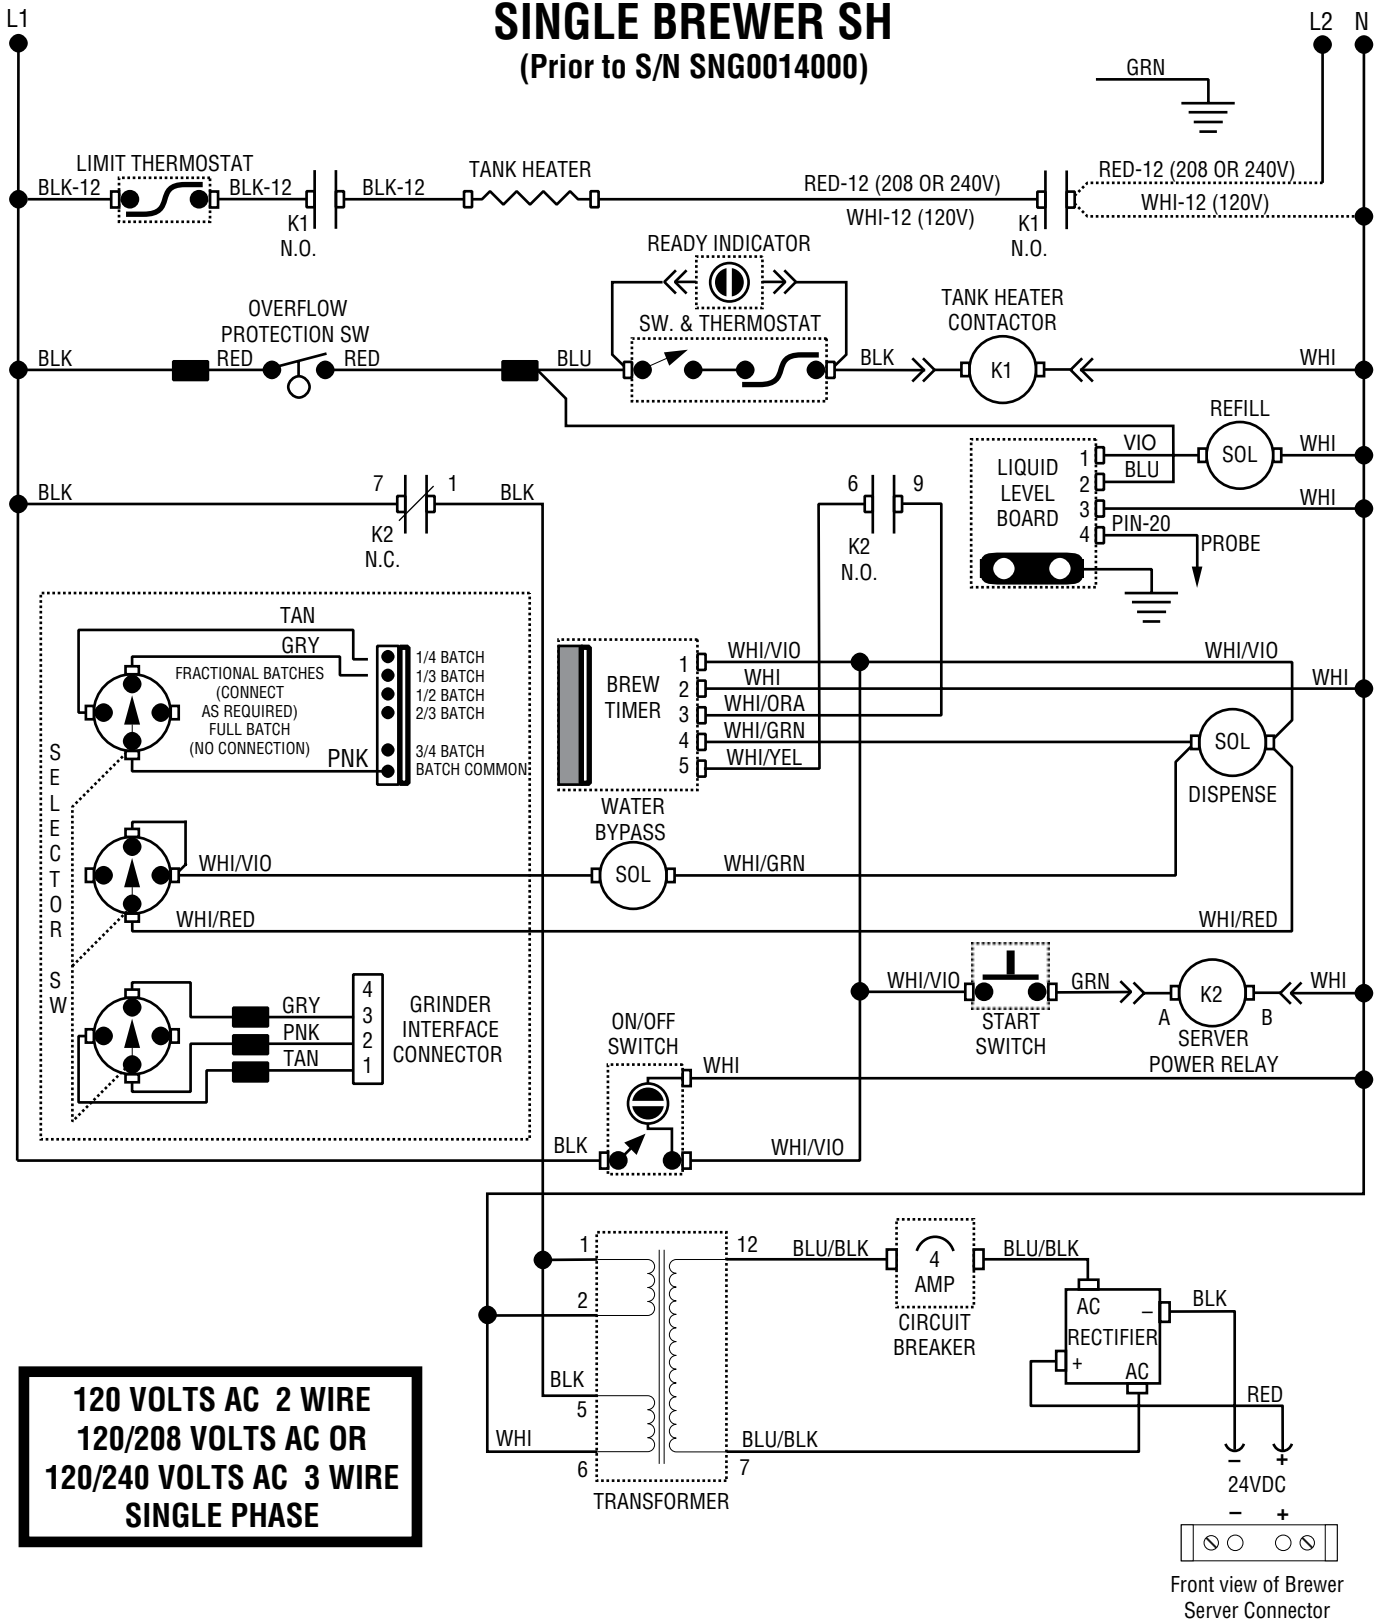 SINGLE BREWER SH
(Prior to S/N SNG0014000)
L1
L2
N
GRN
LIMIT THERMOSTAT
BLK-12
BLK-12
K1
N.O.
BLK-12
TANK HEATER
RED-12 (208 OR 240V)
WHI-12 (120V)
K1
N.O.
RED-12 (208 OR 240V)
WHI-12 (120V)
READY INDICATOR
SW. & THERMOSTAT
OVERFLOW
PROTECTION SW
BLK
RED
RED
BLU
BLK
TANK HEATER
CONTACTOR
K1
WHI
REFILL
SOL
WHI
LIQUID
LEVEL
BOARD
1
2
3
4
VIO
BLU
WHI
PIN-20
PROBE
BLK
7
1
K2
N.C.
BLK
6
9
K2
N.O.
TAN
GRY
FRACTIONAL BATCHES
(CONNECT
AS REQUIRED)
FULL BATCH
(NO CONNECTION)
PNK
1/4 BATCH
1/3 BATCH
1/2 BATCH
2/3 BATCH
3/4 BATCH
BATCH COMMON
S
E
L
E
C
T
O
R
S
W
BREW
TIMER
1
2
3
4
5
WHI/VIO
WHI
WHI/ORA
WHI/GRN
WHI/YEL
WHI/VIO
WHI
SOL
DISPENSE
WATER
BYPASS
SOL
WHI/VIO
WHI/GRN
WHI/RED
WHI/RED
GRY
PNK
TAN
4
3
2
1
GRINDER
INTERFACE
CONNECTOR
WHI/VIO
START
SWITCH
GRN
K2
A
B
SERVER
POWER RELAY
WHI
ON/OFF
SWITCH
WHI
BLK
WHI/VIO
1
2
BLK
5
WHI
6
TRANSFORMER
12
7
BLU/BLK
4
AMP
CIRCUIT
BREAKER
BLU/BLK
AC
–
RECTIFIER
+
AC
BLK
RED
BLU/BLK
–
+
24VDC
–
+
Front view of Brewer
Server Connector
120 VOLTS AC 2 WIRE
120/208 VOLTS AC OR
120/240 VOLTS AC 3 WIRE
SINGLE PHASE